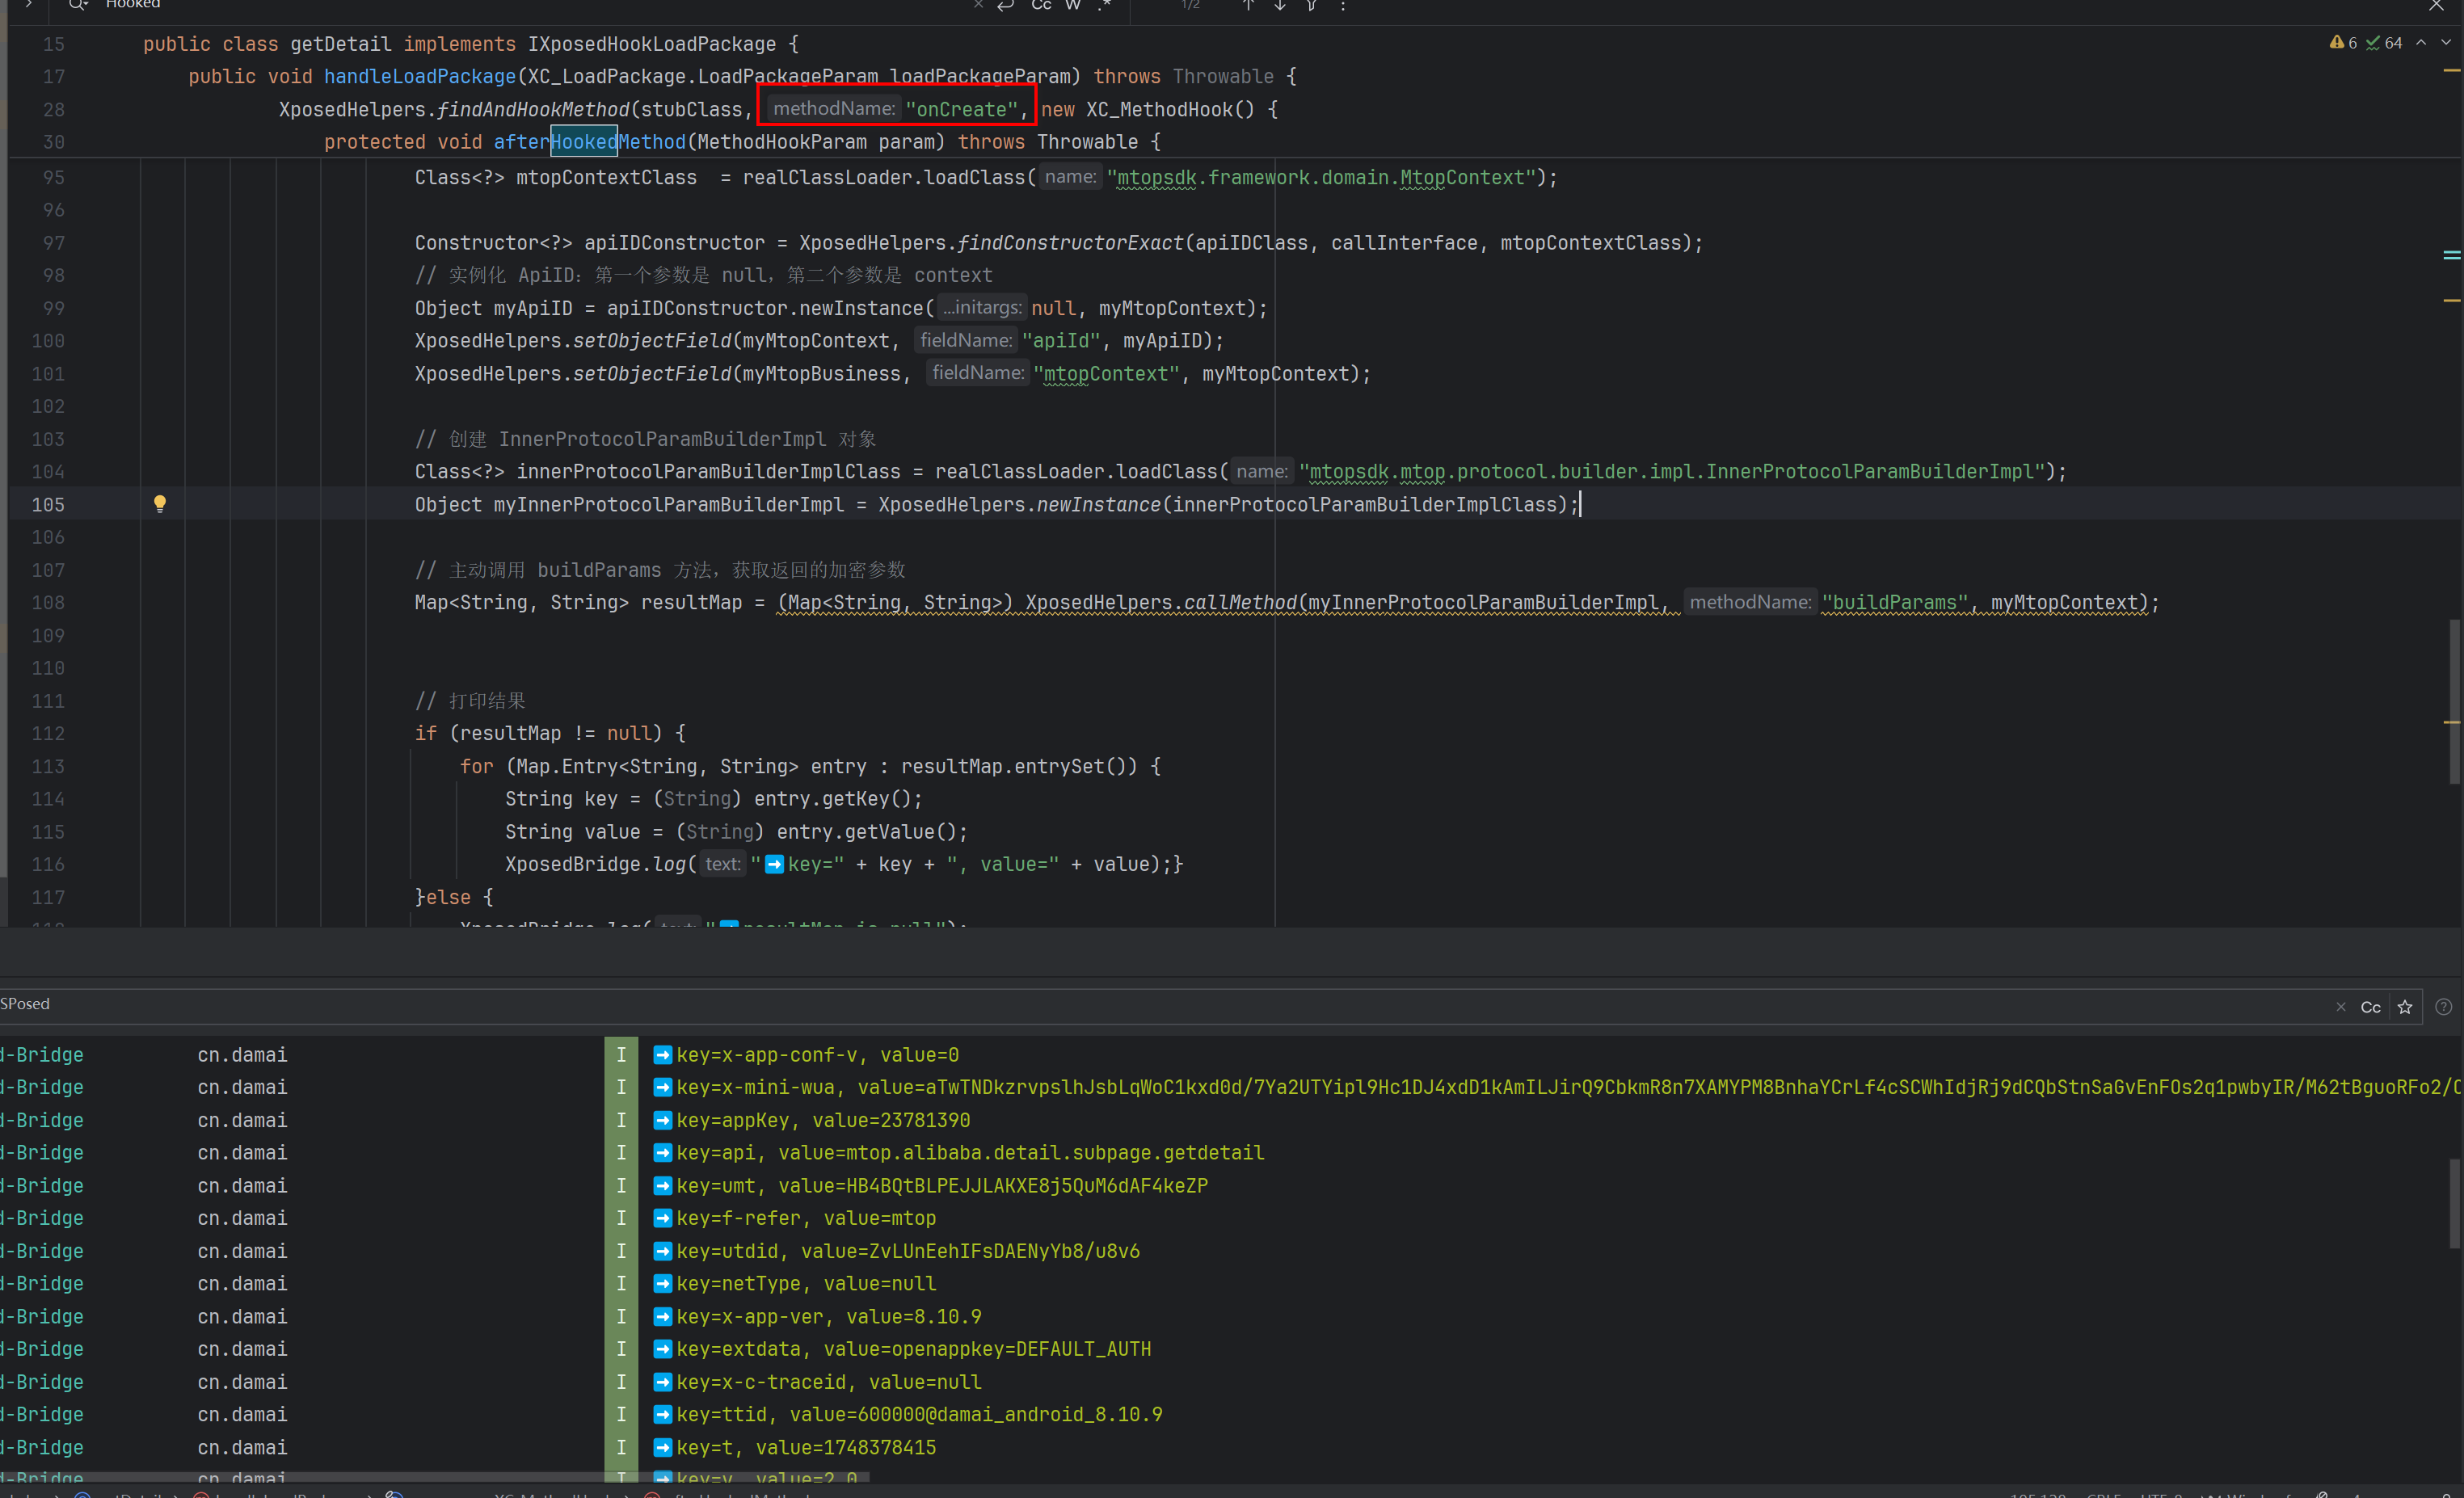 Hooked
Cc W .* 1/2
15 public class getDetail implements IXposedHookLoadPackage {
6 64
17 public void handleLoadPackage(XC_LoadPackage.LoadPackageParam loadPackageParam) throws Throwable {
28 XposedHelpers.findAndHookMethod(stubClass, methodName: "onCreate", new XC_MethodHook() {
30 protected void afterHookedMethod(MethodHookParam param) throws Throwable {
95 Class<?> mtopContextClass  = realClassLoader.loadClass( name: "mtopsdk.framework.domain.MtopContext");
96
97 Constructor<?> apiIDConstructor = XposedHelpers.findConstructorExact(apiIDClass, callInterface, mtopContextClass);
98 // 实例化 ApiID：第一个参数是 null，第二个参数是 context
99 Object myApiID = apiIDConstructor.newInstance( ...initargs: null, myMtopContext);
100 XposedHelpers.setObjectField(myMtopContext, fieldName: "apiId", myApiID);
101 XposedHelpers.setObjectField(myMtopBusiness, fieldName: "mtopContext", myMtopContext);
102
103 // 创建 InnerProtocolParamBuilderImpl 对象
104 Class<?> innerProtocolParamBuilderImplClass = realClassLoader.loadClass( name: "mtopsdk.mtop.protocol.builder.impl.InnerProtocolParamBuilderImpl");
105 Object myInnerProtocolParamBuilderImpl = XposedHelpers.newInstance(innerProtocolParamBuilderImplClass);
106
107 // 主动调用 buildParams 方法，获取返回的加密参数
108 Map<String, String> resultMap = (Map<String, String>) XposedHelpers.callMethod(myInnerProtocolParamBuilderImpl, methodName: "buildParams", myMtopContext);
109
110
111 // 打印结果
112 if (resultMap != null) {
113 for (Map.Entry<String, String> entry : resultMap.entrySet()) {
114 String key = (String) entry.getKey();
115 String value = (String) entry.getValue();
116 XposedBridge.log( text: "➡️key=" + key + ", value=" + value);}
117 }else {
SPosed
Cc
d-Bridge cn.damai I ➡️key=x-app-conf-v, value=0
d-Bridge cn.damai I ➡️key=x-mini-wua, value=aTwTNDkzrvpslhJsbLqWoC1kxd0d/7Ya2UTYipl9Hc1DJ4xdD1kAmILJirQ9CbkmR8n7XAMYPM8BnhaYCrLf4cSCWhIdjRj9dCQbStnSaGvEnFOs2q1pwbyIR/M62tBguoRFo2/
d-Bridge cn.damai I ➡️key=appKey, value=23781390
d-Bridge cn.damai I ➡️key=api, value=mtop.alibaba.detail.subpage.getdetail
d-Bridge cn.damai I ➡️key=umt, value=HB4BQtBLPEJJLAKXE8j5QuM6dAF4keZP
d-Bridge cn.damai I ➡️key=f-refer, value=mtop
d-Bridge cn.damai I ➡️key=utdid, value=ZvLUnEehIFsDAENyYb8/u8v6
d-Bridge cn.damai I ➡️key=netType, value=null
d-Bridge cn.damai I ➡️key=x-app-ver, value=8.10.9
d-Bridge cn.damai I ➡️key=extdata, value=openappkey=DEFAULT_AUTH
d-Bridge cn.damai I ➡️key=x-c-traceid, value=null
d-Bridge cn.damai I ➡️key=ttid, value=600000@damai_android_8.10.9
d-Bridge cn.damai I ➡️key=t, value=1748378415
d-Bridge cn.damai I ➡️key=v, value=2.0